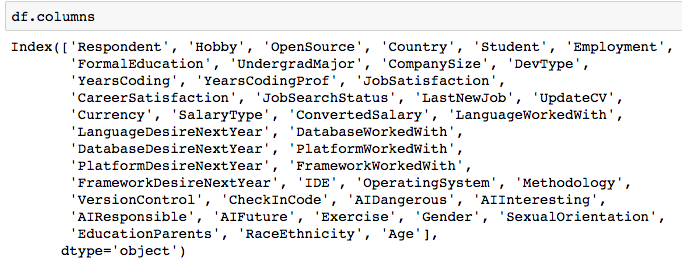 df.columns
Index(['Respondent', 'Hobby', 'OpenSource', 'Country', 'Student', 'Employment',
'FormalEducation', 'UndergradMajor', 'CompanySize', 'DevType',
'YearsCoding', 'YearsCodingProf', 'JobSatisfaction',
'CareerSatisfaction', 'JobSearchStatus', 'LastNewJob', 'UpdateCV',
'Currency', 'SalaryType', 'ConvertedSalary', 'LanguageWorkedWith',
'LanguageDesireNextYear', 'DatabaseWorkedWith',
'DatabaseDesireNextYear', 'PlatformWorkedWith',
'PlatformDesireNextYear', 'FrameworkWorkedWith',
'FrameworkDesireNextYear', 'IDE', 'OperatingSystem', 'Methodology',
'VersionControl', 'CheckInCode', 'AIDangerous', 'AIInteresting',
'AIResponsible', 'AIFuture', 'Exercise', 'Gender', 'SexualOrientation',
'EducationParents', 'RaceEthnicity', 'Age'],
dtype='object')